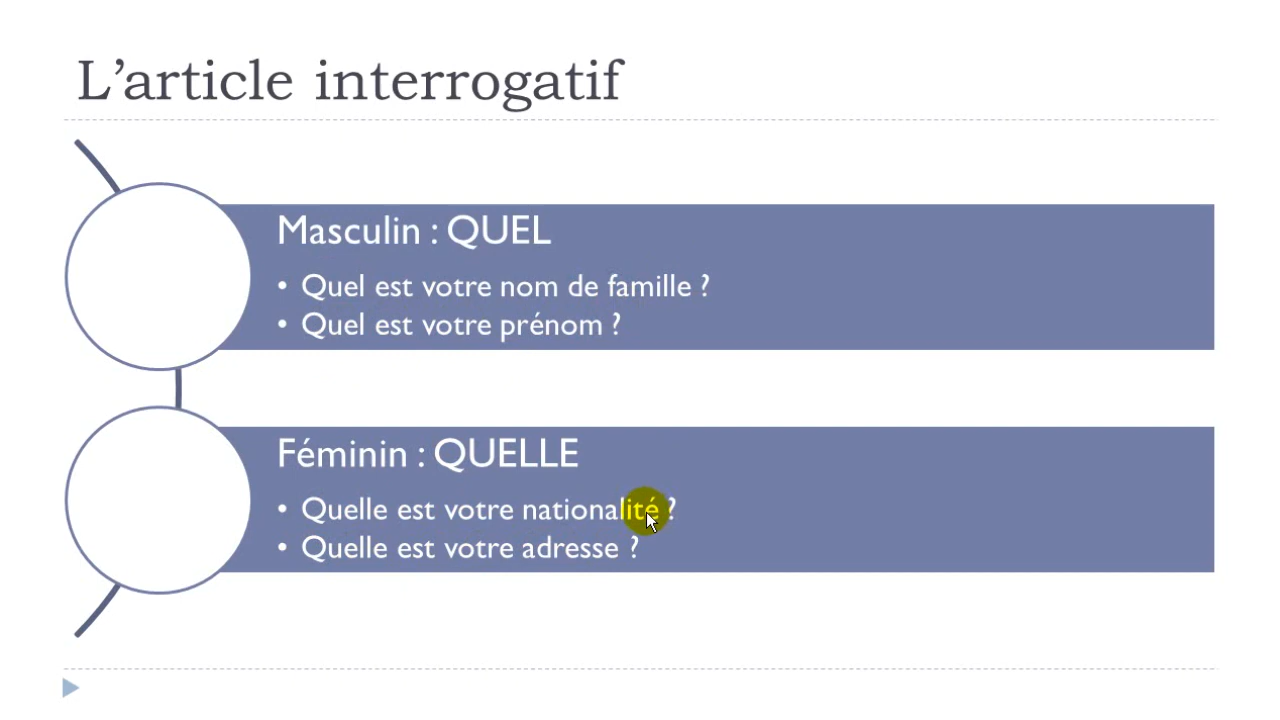 L’article interrogatif
Masculin : QUEL
• Quel est votre nom de famille ?
• Quel est votre prénom ?
Féminin : QUELLE
• Quelle est votre nationalité ?
• Quelle est votre adresse ?